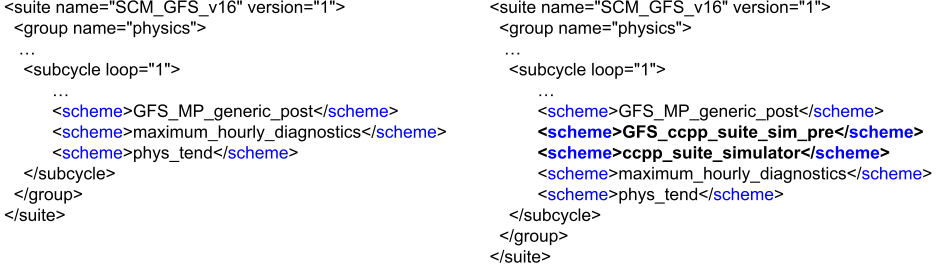 <suite name="SCM_GFS_v16" version="1">
<group name="physics">
…
<subcycle loop="1">
…
<scheme>GFS_MP_generic_post</scheme>
<scheme>maximum_hourly_diagnostics</scheme>
<scheme>phys_tend</scheme>
</subcycle>
</group>
</suite>
<suite name="SCM_GFS_v16" version="1">
<group name="physics">
…
<subcycle loop="1">
…
<scheme>GFS_MP_generic_post</scheme>
<scheme>GFS_ccpp_suite_sim_pre</scheme>
<scheme>ccpp_suite_simulator</scheme>
<scheme>maximum_hourly_diagnostics</scheme>
<scheme>phys_tend</scheme>
</subcycle>
</group>
</suite>